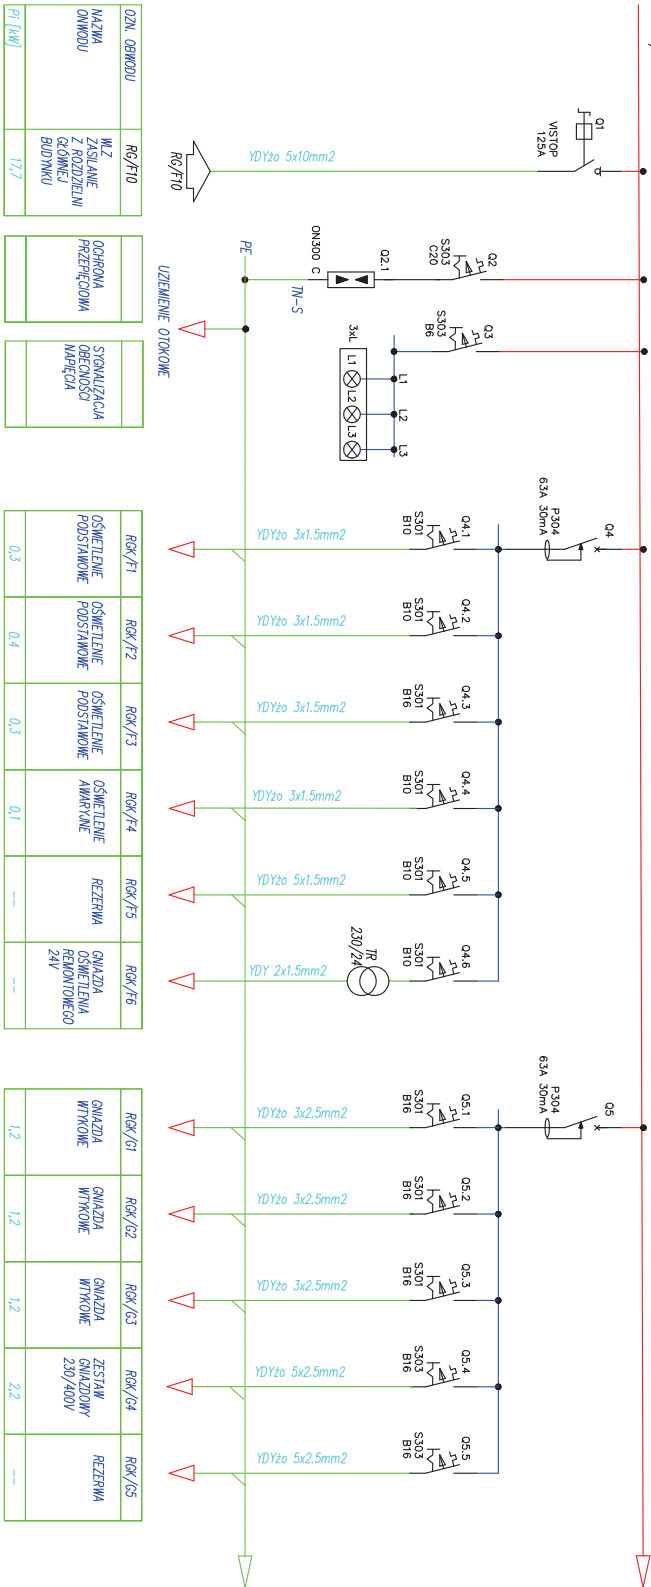 Q1
VISTOP
125A
YDYżo 5x10mm2
RG/F10
Q2
S303
C20
Q2.1
ON300 C
TN-S
PE
UZIEMIENIE OTOKOWE
Q3
S303
B6
L1
L2
L3
3xL
L1
L2
L3
Q4
P304
63A 30mA
Q4.1
S301
B10
YDYżo 3x1.5mm2
Q4.2
S301
B10
YDYżo 3x1.5mm2
Q4.3
S301
B16
YDYżo 3x1.5mm2
Q4.4
S301
B10
YDYżo 3x1.5mm2
Q4.5
S301
B10
YDYżo 5x1.5mm2
Q4.6
S301
B10
TR
230/24
YDY 2x1.5mm2
Q5
P304
63A 30mA
Q5.1
S301
B16
YDYżo 3x2.5mm2
Q5.2
S301
B16
YDYżo 3x2.5mm2
Q5.3
S301
B16
YDYżo 3x2.5mm2
Q5.4
S303
B16
YDYżo 5x2.5mm2
Q5.5
S303
B16
YDYżo 5x2.5mm2
OZN. OBWODU
NAZWA
ONWODU
Pi [kW]
RG/F10
WLZ
ZASILANIE
Z ROZDZIELNI
GŁÓWNEJ
BUDYNKU
17,7
OCHRONA
PRZEPIĘCIOWA
SYGNALIZACJA
OBECNOŚCI
NAPIĘCIA
RGK/F1
OŚWIETLENIE
PODSTAWOWE
0,3
RGK/F2
OŚWIETLENIE
PODSTAWOWE
0,4
RGK/F3
OŚWIETLENIE
PODSTAWOWE
0,3
RGK/F4
OŚWIETLENIE
AWARYJNE
0,1
RGK/F5
REZERWA
--
RGK/F6
GNIAZDA
OŚWIETLENIA
REMONTOWEGO
24V
--
RGK/G1
GNIAZDA
WTYKOWE
1,2
RGK/G2
GNIAZDA
WTYKOWE
1,2
RGK/G3
GNIAZDA
WTYKOWE
1,2
RGK/G4
ZESTAW
GNIAZDOWY
230/400V
2,2
RGK/G5
REZERWA
--